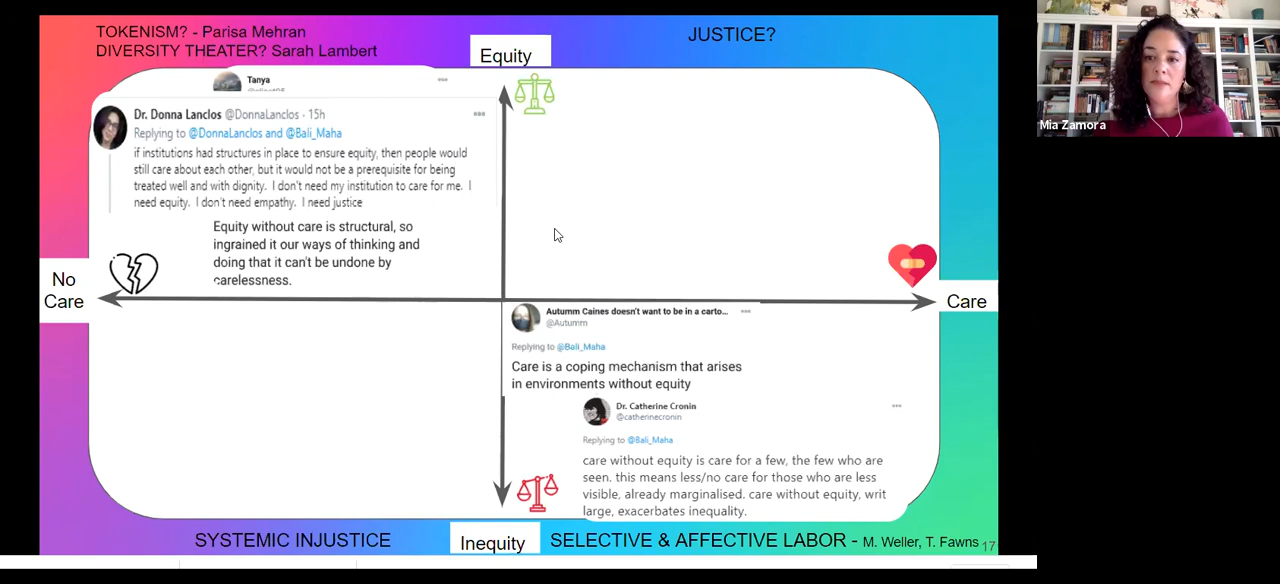 TOKENISM? - Parisa Mehran
DIVERSITY THEATER? Sarah Lambert
JUSTICE?
Equity
Tanya
Dr. Donna Lanclos @DonnaLanclos · 15h
Replying to @DonnaLanclos and @Bali_Maha
if institutions had structures in place to ensure equity, then people would
still care about each other, but it would not be a prerequisite for being
treated well and with dignity. I don't need my institution to care for me. I
need equity. I don't need empathy. I need justice
Equity without care is structural, so
ingrained it our ways of thinking and
doing that it can't be undone by
carelessness.
Mia Zamora
No
Care
Care
Autumm Caines doesn't want to be in a carto...
@Autumm
Replying to @Bali_Maha
Care is a coping mechanism that arises
in environments without equity
Dr. Catherine Cronin
@catherinecronin
Replying to @Bali_Maha
care without equity is care for a few, the few who are
seen. this means less/no care for those who are less
visible, already marginalised. care without equity, writ
large, exacerbates inequality.
SYSTEMIC INJUSTICE
Inequity
SELECTIVE & AFFECTIVE LABOR - M. Weller, T. Fawns
17